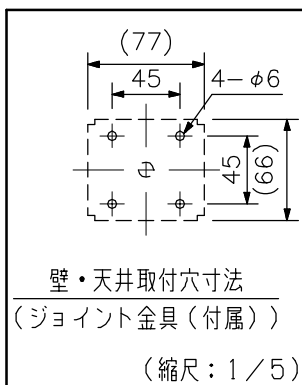 (77)
45
4-φ6
45
(66)
壁・天井取付穴寸法
(ジョイント金具(付属))
(縮尺:1/5)